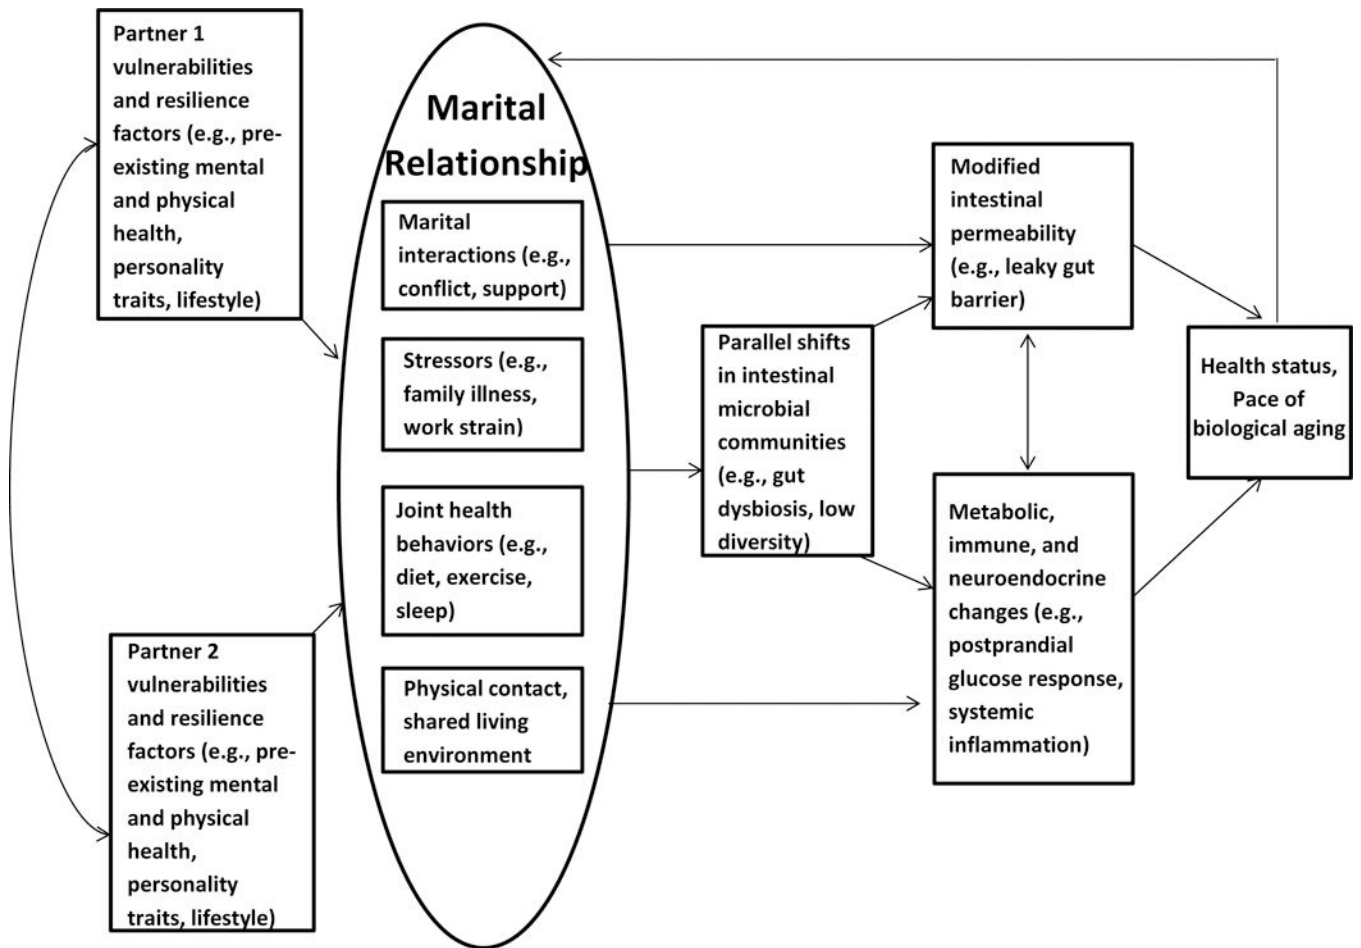 Partner 1
vulnerabilities
and resilience
factors (e.g., pre-
existing mental
and physical
health,
personality
traits, lifestyle)
Partner 2
vulnerabilities
and resilience
factors (e.g., pre-
existing mental
and physical
health,
personality
traits, lifestyle)
Marital
Relationship
Marital
interactions (e.g.,
conflict, support)
Stressors (e.g.,
family illness,
work strain)
Joint health
behaviors (e.g.,
diet, exercise,
sleep)
Physical contact,
shared living
environment
Parallel shifts
in intestinal
microbial
communities
(e.g., gut
dysbiosis, low
diversity)
Modified
intestinal
permeability
(e.g., leaky gut
barrier)
Metabolic,
immune, and
neuroendocrine
changes (e.g.,
postprandial
glucose response,
systemic
inflammation)
Health status,
Pace of
biological aging